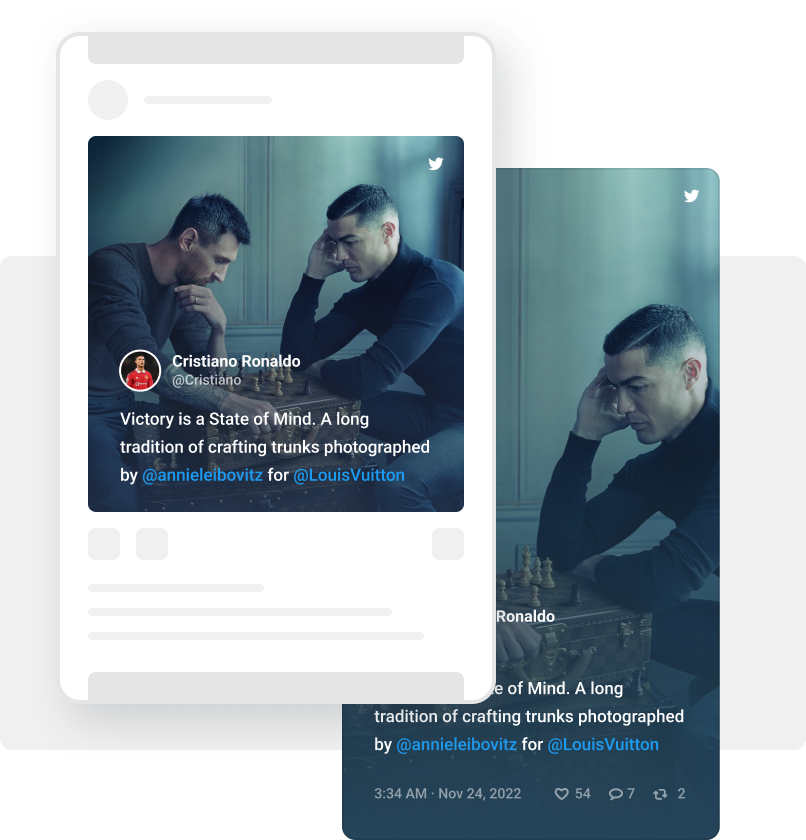 Cristiano Ronaldo
@Cristiano
Victory is a State of Mind. A long
tradition of crafting trunks photographed
by @annieleibovitz for @LouisVuitton
Ronaldo
te of Mind. A long
tradition of crafting trunks photographed
by @annieleibovitz for @LouisVuitton
3:34 AM · Nov 24, 2022 54 7 2